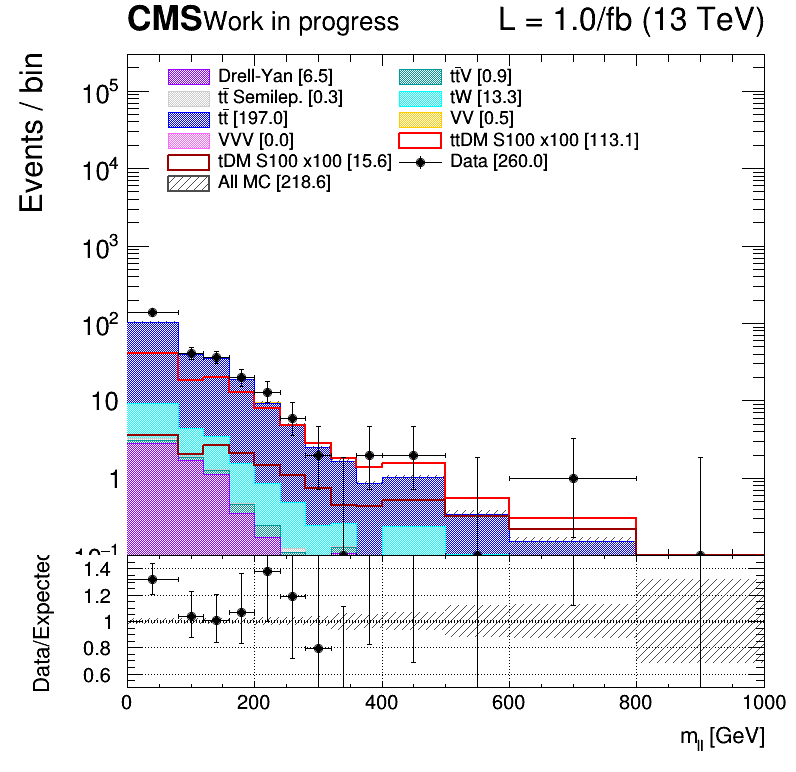 CMS Work in progress L = 1.0/fb (13 TeV)
Events / bin
Drell-Yan [6.5] tt̄V [0.9]
tt̄ Semilep. [0.3] tW [13.3]
tt̄ [197.0] VV [0.5]
VVV [0.0] ttDM S100 x100 [113.1]
tDM S100 x100 [15.6] Data [260.0]
All MC [218.6]
10⁵
10⁴
10³
10²
10
1
10⁻¹
Data/Expected
1.4
1.2
1
0.8
0.6
0 200 400 600 800 1000
m_ll [GeV]